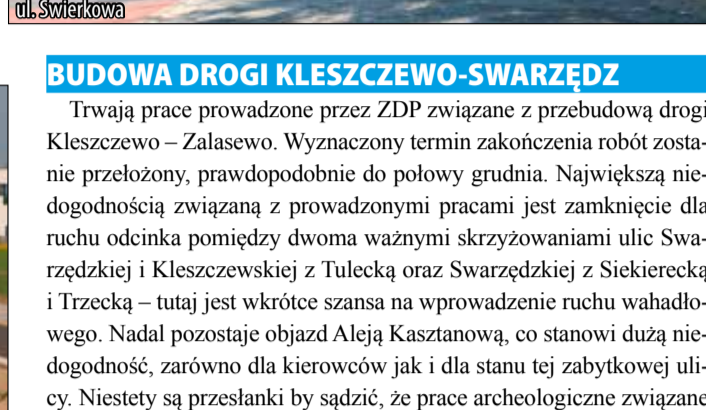 ul. Świerkowa
BUDOWA DROGI KLESZCZEWO-SWARZĘDZ
Trwają prace prowadzone przez ZDP związane z przebudową drogi
Kleszczewo – Zalasewo. Wyznaczony termin zakończenia robót zosta-
nie przełożony, prawdopodobnie do połowy grudnia. Największą nie-
dogodnością związaną z prowadzonymi pracami jest zamknięcie dla
ruchu odcinka pomiędzy dwoma ważnymi skrzyżowaniami ulic Swa-
rzędzkiej i Kleszczewskiej z Tulecką oraz Swarzędzkiej z Siekierecką
i Trzecką – tutaj jest wkrótce szansa na wprowadzenie ruchu wahadło-
wego. Nadal pozostaje objazd Aleją Kasztanową, co stanowi dużą nie-
dogodność, zarówno dla kierowców jak i dla stanu tej zabytkowej uli-
cy. Niestety są przesłanki by sądzić, że prace archeologiczne związane